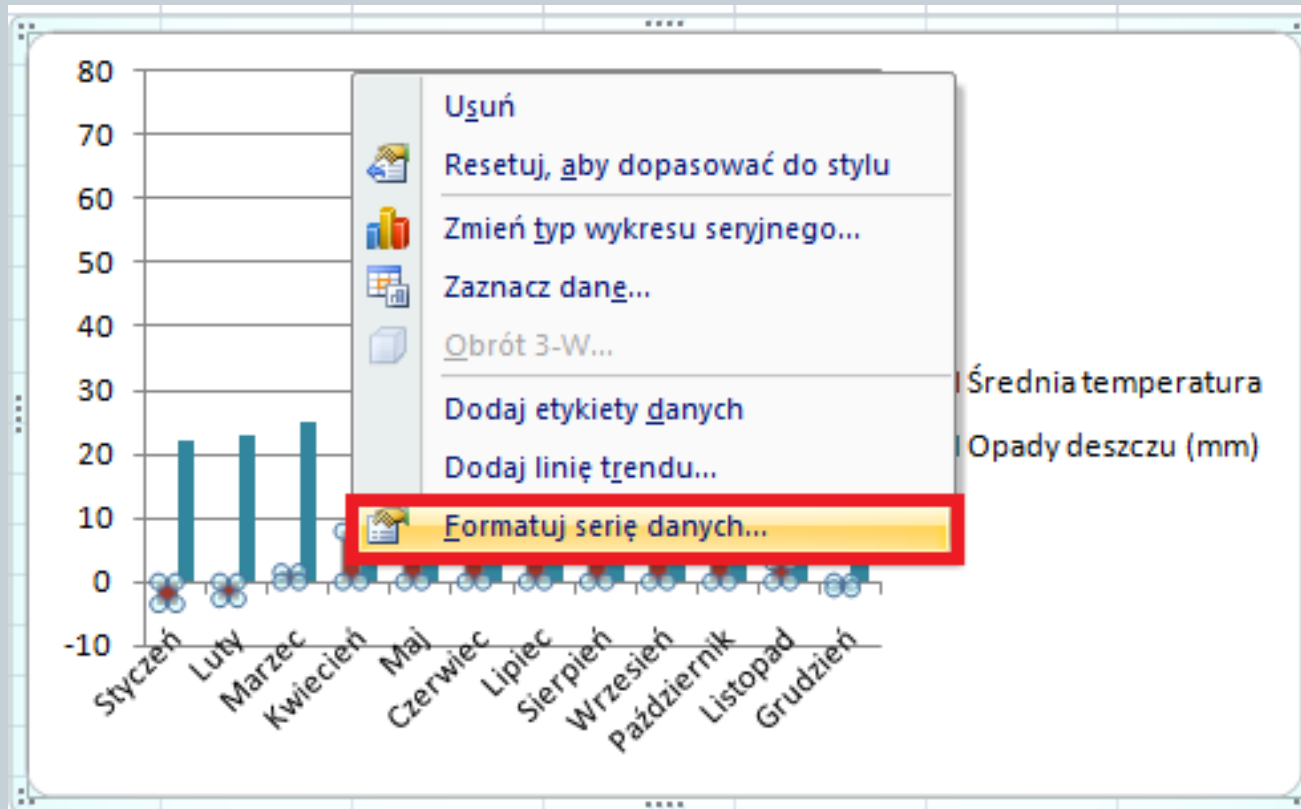 80
70
60
50
40
30
20
10
0
-10
Usuń
Resetuj, aby dopasować do stylu
Zmień typ wykresu seryjnego...
Zaznacz dane...
Obrót 3-W...
Dodaj etykiety danych
Dodaj linię trendu...
Formatuj serię danych...
Średnia temperatura
Opady deszczu (mm)
Styczeń
Luty
Marzec
Kwiecień
Maj
Czerwiec
Lipiec
Sierpień
Wrzesień
Październik
Listopad
Grudzień